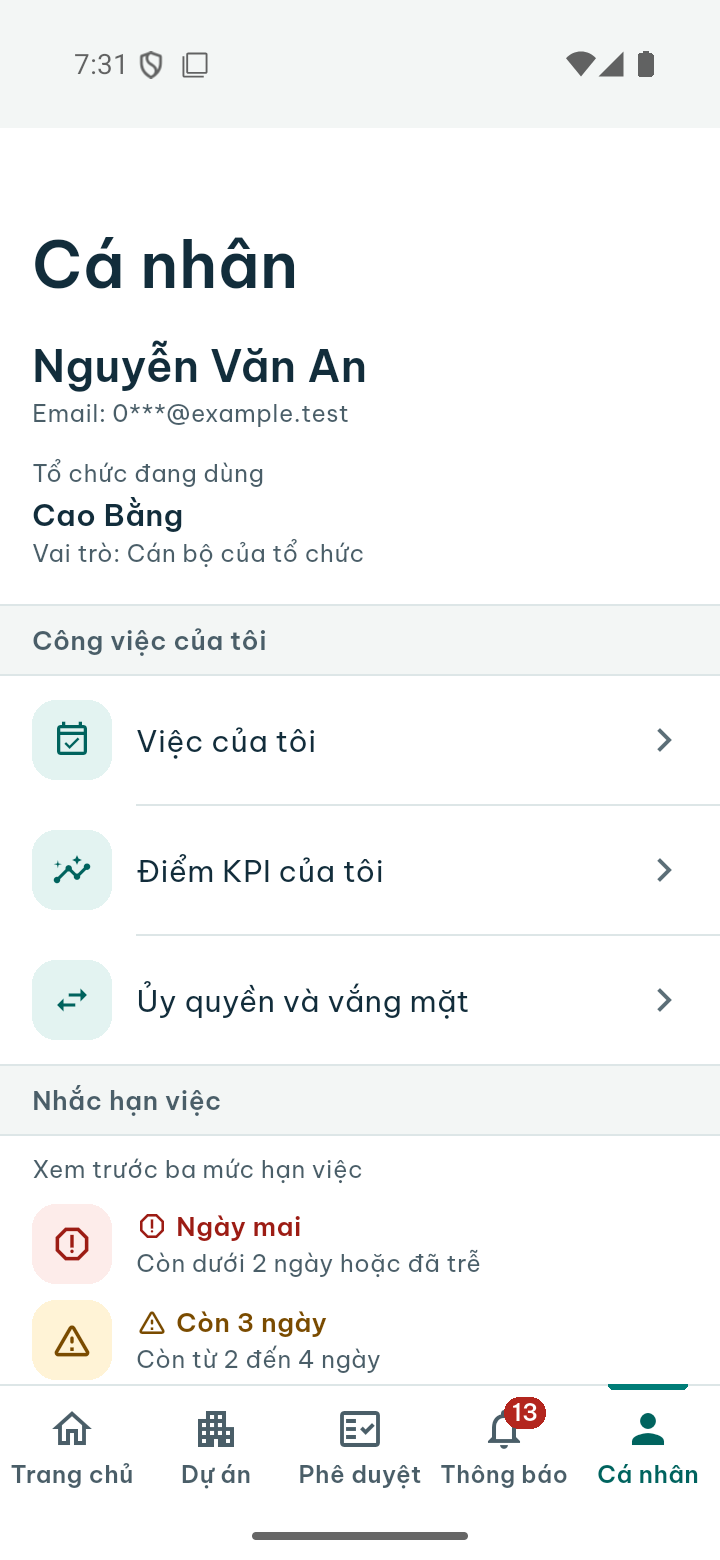 7:31
Cá nhân
Nguyễn Văn An
Email: 0***@example.test
Tổ chức đang dùng
Cao Bằng
Vai trò: Cán bộ của tổ chức
Công việc của tôi
Việc của tôi
Điểm KPI của tôi
Ủy quyền và vắng mặt
Nhắc hạn việc
Xem trước ba mức hạn việc
Ngày mai
Còn dưới 2 ngày hoặc đã trễ
Còn 3 ngày
Còn từ 2 đến 4 ngày
13
Trang chủ
Dự án
Phê duyệt
Thông báo
Cá nhân